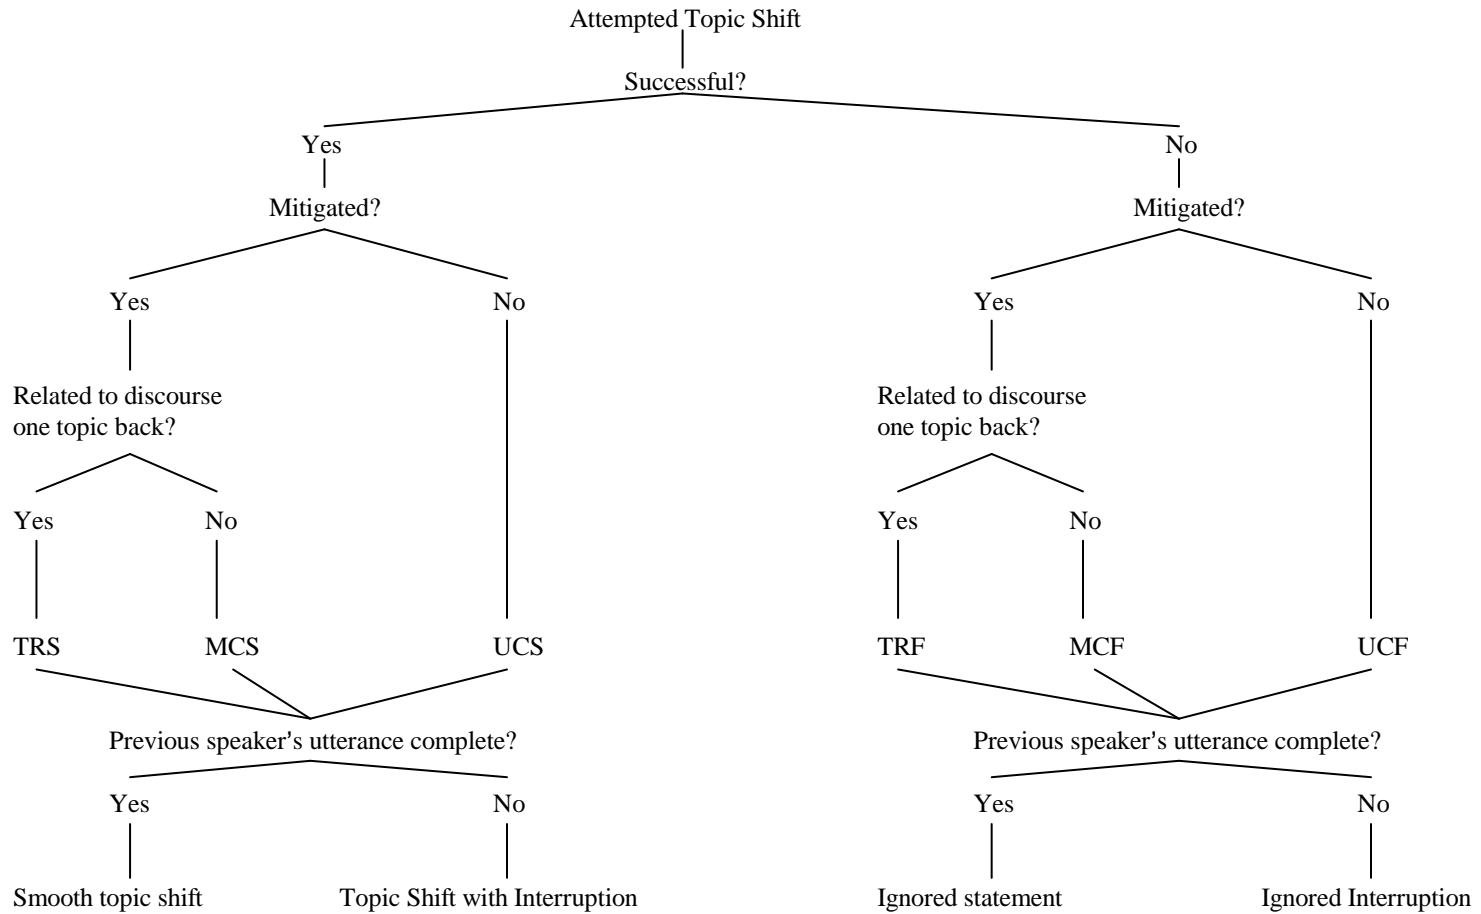 Attempted Topic Shift
Successful?
Yes No
Mitigated? Mitigated?
Yes No Yes No
Related to discourse Related to discourse
one topic back? one topic back?
Yes No Yes No
TRS MCS UCS TRF MCF UCF
Previous speaker's utterance complete? Previous speaker's utterance complete?
Yes No Yes No
Smooth topic shift Topic Shift with Interruption Ignored statement Ignored Interruption